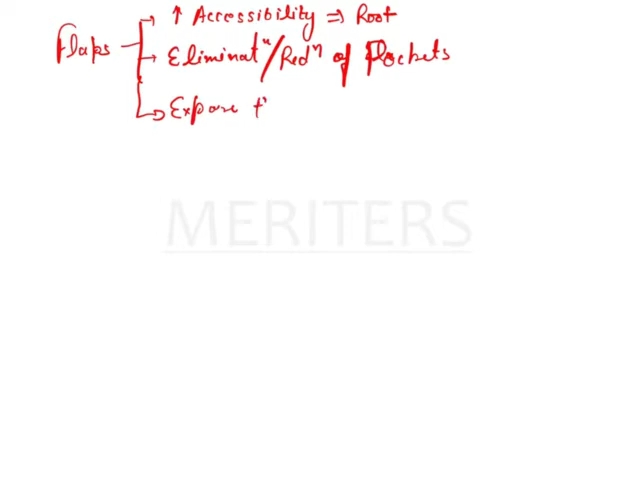 Flaps → ↑ Accessibility ⇒ Root
→ Eliminatⁿ/Redⁿ of Pockets
→ Expose t
MERITERS